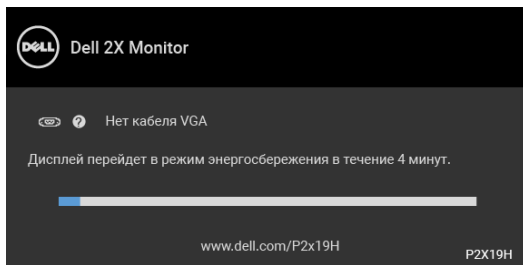 DELL
Dell 2X Monitor
Нет кабеля VGA
Дисплей перейдет в режим энергосбережения в течение 4 минут.
www.dell.com/P2x19H
P2X19H